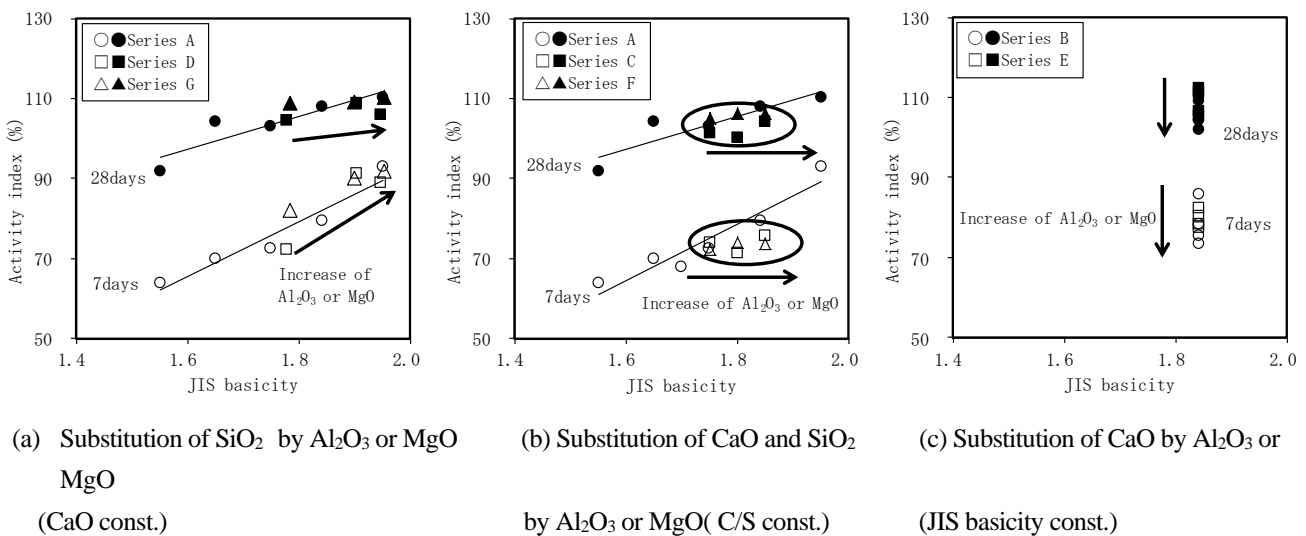 130
110
90
70
50
Activity index (%)
○●Series A
□■Series D
△▲Series G
28days
7days
Increase of
Al₂O₃ or MgO
1.4
1.6
1.8
2.0
JIS basicity
130
110
90
70
50
Activity index (%)
○●Series A
□■Series C
△▲Series F
28days
7days
Increase of Al₂O₃ or MgO
1.4
1.6
1.8
2.0
JIS basicity
130
110
90
70
50
Activity index (%)
○●Series B
□■Series E
28days
Increase of Al₂O₃ or MgO
7days
1.4
1.6
1.8
2.0
JIS basicity
(a) Substitution of SiO₂ by Al₂O₃ or MgO
MgO
(CaO const.)
(b) Substitution of CaO and SiO₂
by Al₂O₃ or MgO( C/S const.)
(c) Substitution of CaO by Al₂O₃ or
(JIS basicity const.)